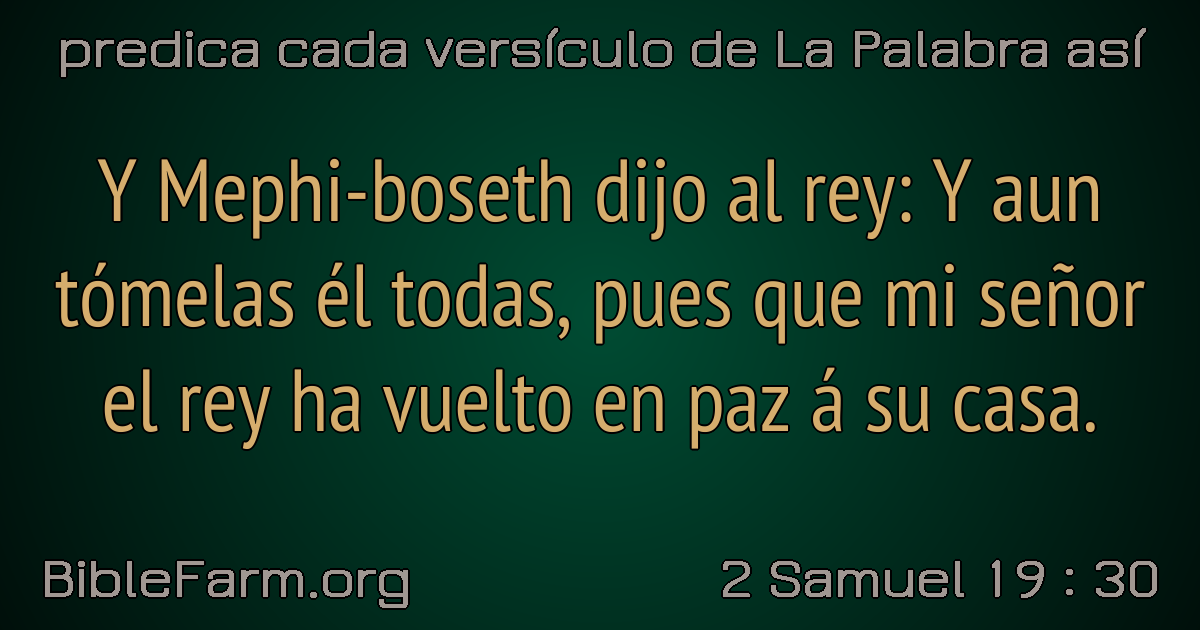 predica cada versículo de La Palabra así
Y Mephi-boseth dijo al rey: Y aun
tómelas él todas, pues que mi señor
el rey ha vuelto en paz á su casa.
BibleFarm.org
2 Samuel 19 : 30